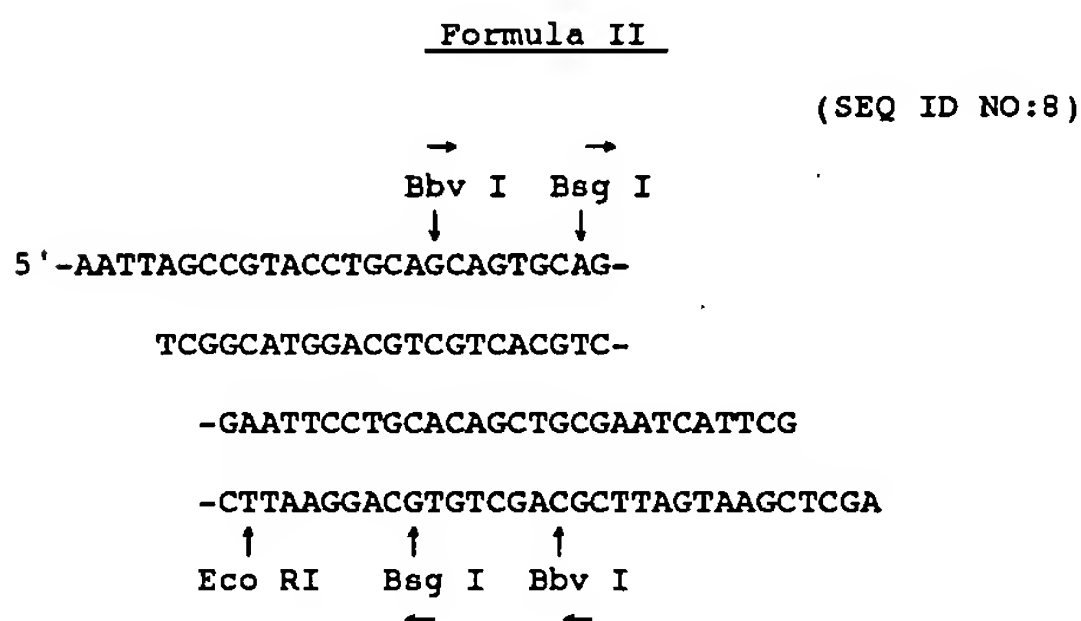 Formula II
(SEQ ID NO:8)
→ →
Bbv I Bsg I
↓ ↓
5'-AATTAGCCGTACCTGCAGCAGTGCAG-
TCGGCATGGACGTCGTCACGTC-
-GAATTCCTGCACAGCTGCGAATCATTCG
-CTTAAGGACGTGTCGACGCTTAGTAAGCTCGA
↑ ↑ ↑
Eco RI Bsg I Bbv I
← ←